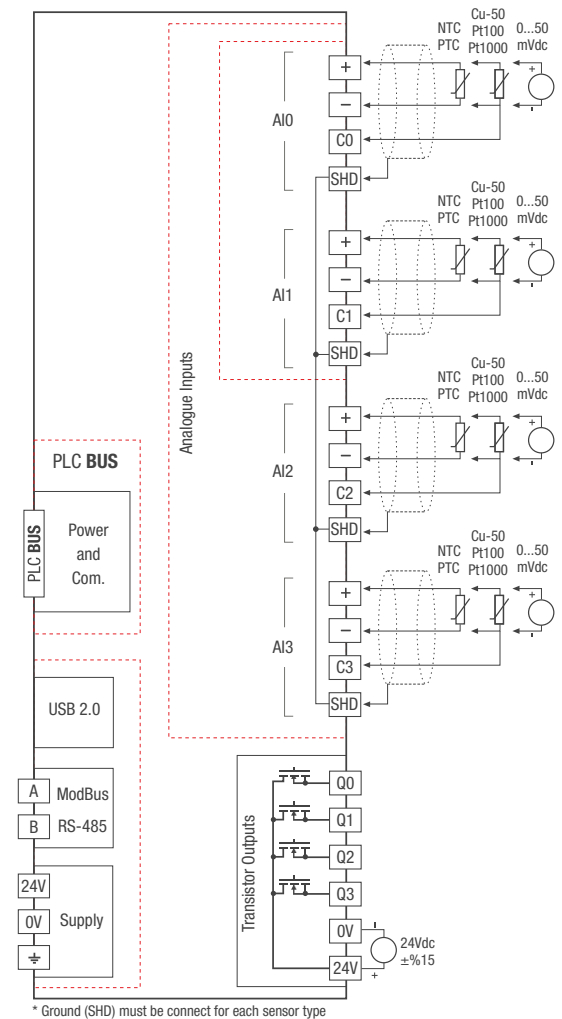 NTC Cu-50 0...50
PTC Pt100 mVdc
Pt1000
+
−
C0
SHD
AI0
+
-
NTC Cu-50 0...50
PTC Pt100 mVdc
Pt1000
+
−
C1
SHD
AI1
+
-
NTC Cu-50 0...50
PTC Pt100 mVdc
Pt1000
+
−
C2
SHD
AI2
+
-
NTC Cu-50 0...50
PTC Pt100 mVdc
Pt1000
+
−
C3
SHD
AI3
+
-
Analogue Inputs
PLC BUS
PLC BUS
Power
and
Com.
USB 2.0
A
B
ModBus
RS-485
24V
0V
Supply
Transistor Outputs
Q0
Q1
Q2
Q3
0V
24V
-
+
24Vdc
±%15
* Ground (SHD) must be connect for each sensor type